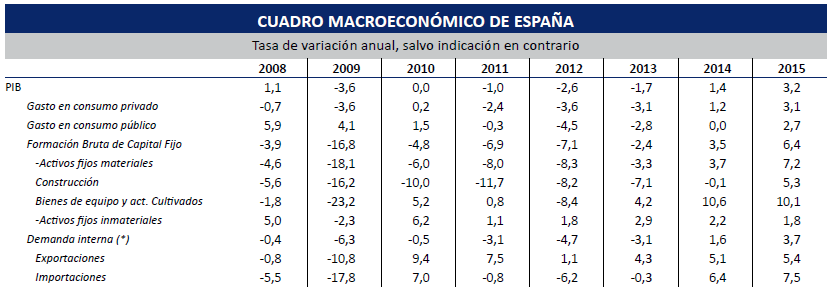 CUADRO MACROECONÓMICO DE ESPAÑA
Tasa de variación anual, salvo indicación en contrario
2008 2009 2010 2011 2012 2013 2014 2015
PIB 1,1 -3,6 0,0 -1,0 -2,6 -1,7 1,4 3,2
Gasto en consumo privado -0,7 -3,6 0,2 -2,4 -3,6 -3,1 1,2 3,1
Gasto en consumo público 5,9 4,1 1,5 -0,3 -4,5 -2,8 0,0 2,7
Formación Bruta de Capital Fijo -3,9 -16,8 -4,8 -6,9 -7,1 -2,4 3,5 6,4
-Activos fijos materiales -4,6 -18,1 -6,0 -8,0 -8,3 -3,3 3,7 7,2
Construcción -5,6 -16,2 -10,0 -11,7 -8,2 -7,1 -0,1 5,3
Bienes de equipo y act. Cultivados -1,8 -23,2 5,2 0,8 -8,4 4,2 10,6 10,1
-Activos fijos inmateriales 5,0 -2,3 6,2 1,1 1,8 2,9 2,2 1,8
Demanda interna (*) -0,4 -6,3 -0,5 -3,1 -4,7 -3,1 1,6 3,7
Exportaciones -0,8 -10,8 9,4 7,5 1,1 4,3 5,1 5,4
Importaciones -5,5 -17,8 7,0 -0,8 -6,2 -0,3 6,4 7,5